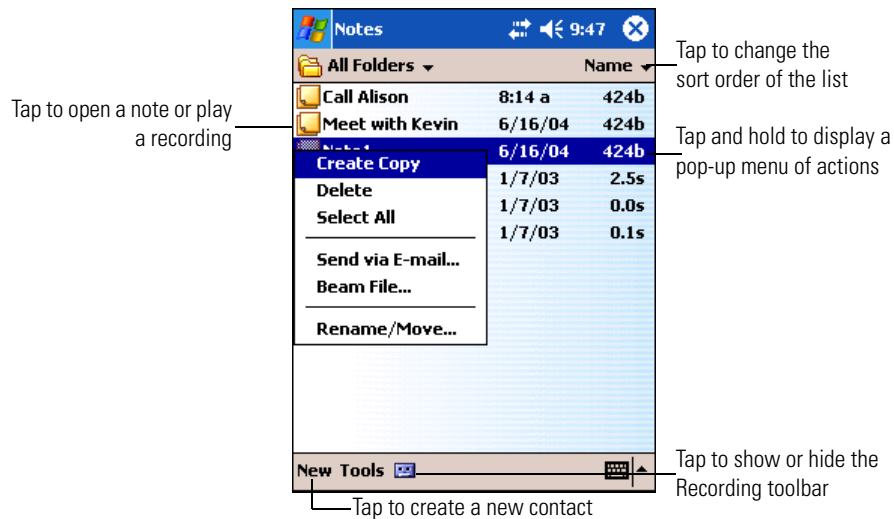 Notes 9:47
All Folders Name
Tap to change the
sort order of the list
Call Alison 8:14 a 424b
Tap to open a note or play
a recording
Meet with Kevin 6/16/04 424b
Note1 6/16/04 424b
Tap and hold to display a
pop-up menu of actions
Create Copy
Delete
Select All
Send via E-mail...
Beam File...
Rename/Move...
1/7/03 2.5s
1/7/03 0.0s
1/7/03 0.1s
New Tools
Tap to show or hide the
Recording toolbar
Tap to create a new contact